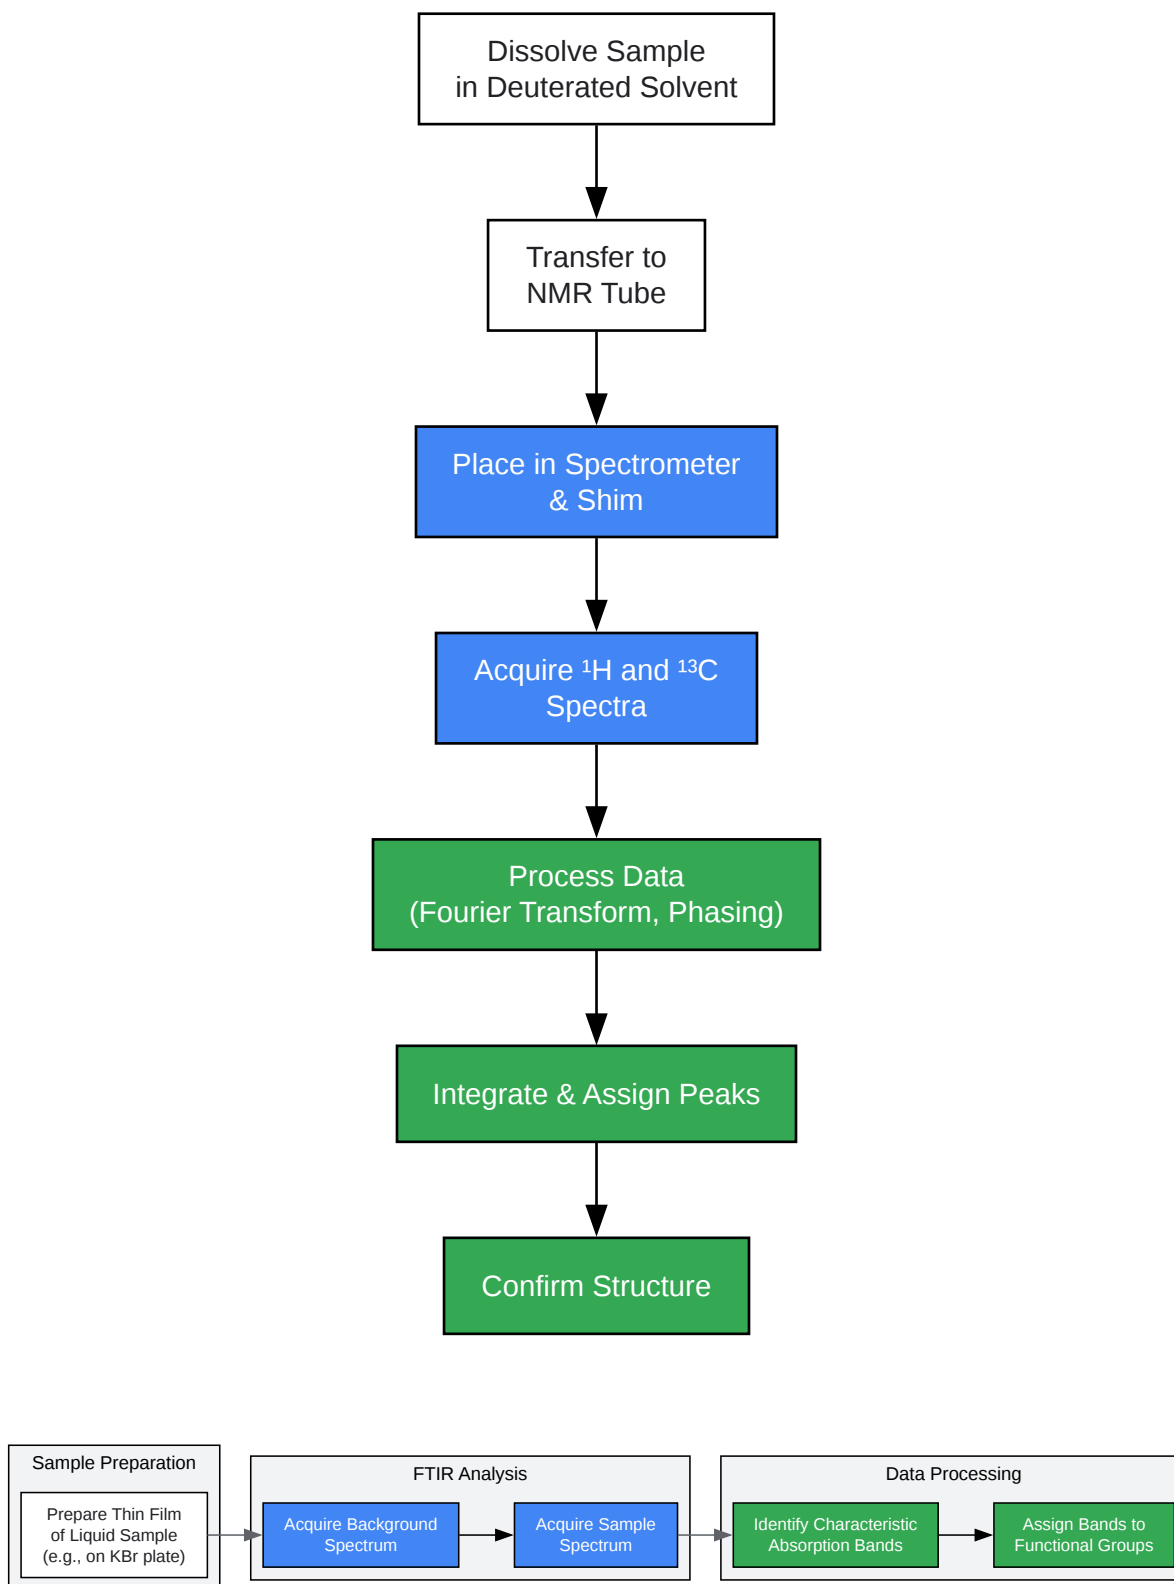 Dissolve Sample
in Deuterated Solvent
Transfer to
NMR Tube
Place in Spectrometer
& Shim
Acquire ¹H and ¹³C
Spectra
Process Data
(Fourier Transform, Phasing)
Integrate & Assign Peaks
Confirm Structure
Sample Preparation
Prepare Thin Film
of Liquid Sample
(e.g., on KBr plate)
FTIR Analysis
Acquire Background
Spectrum
Acquire Sample
Spectrum
Data Processing
Identify Characteristic
Absorption Bands
Assign Bands to
Functional Groups